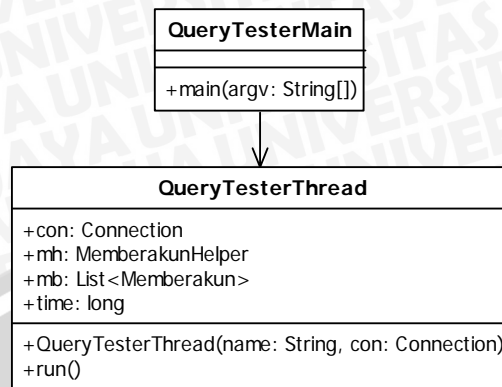 QueryTesterMain
+main(argv: String[])
QueryTesterThread
+con: Connection
+mh: MemberakunHelper
+mb: List<Memberakun>
+time: long
+QueryTesterThread(name: String, con: Connection)
+run()